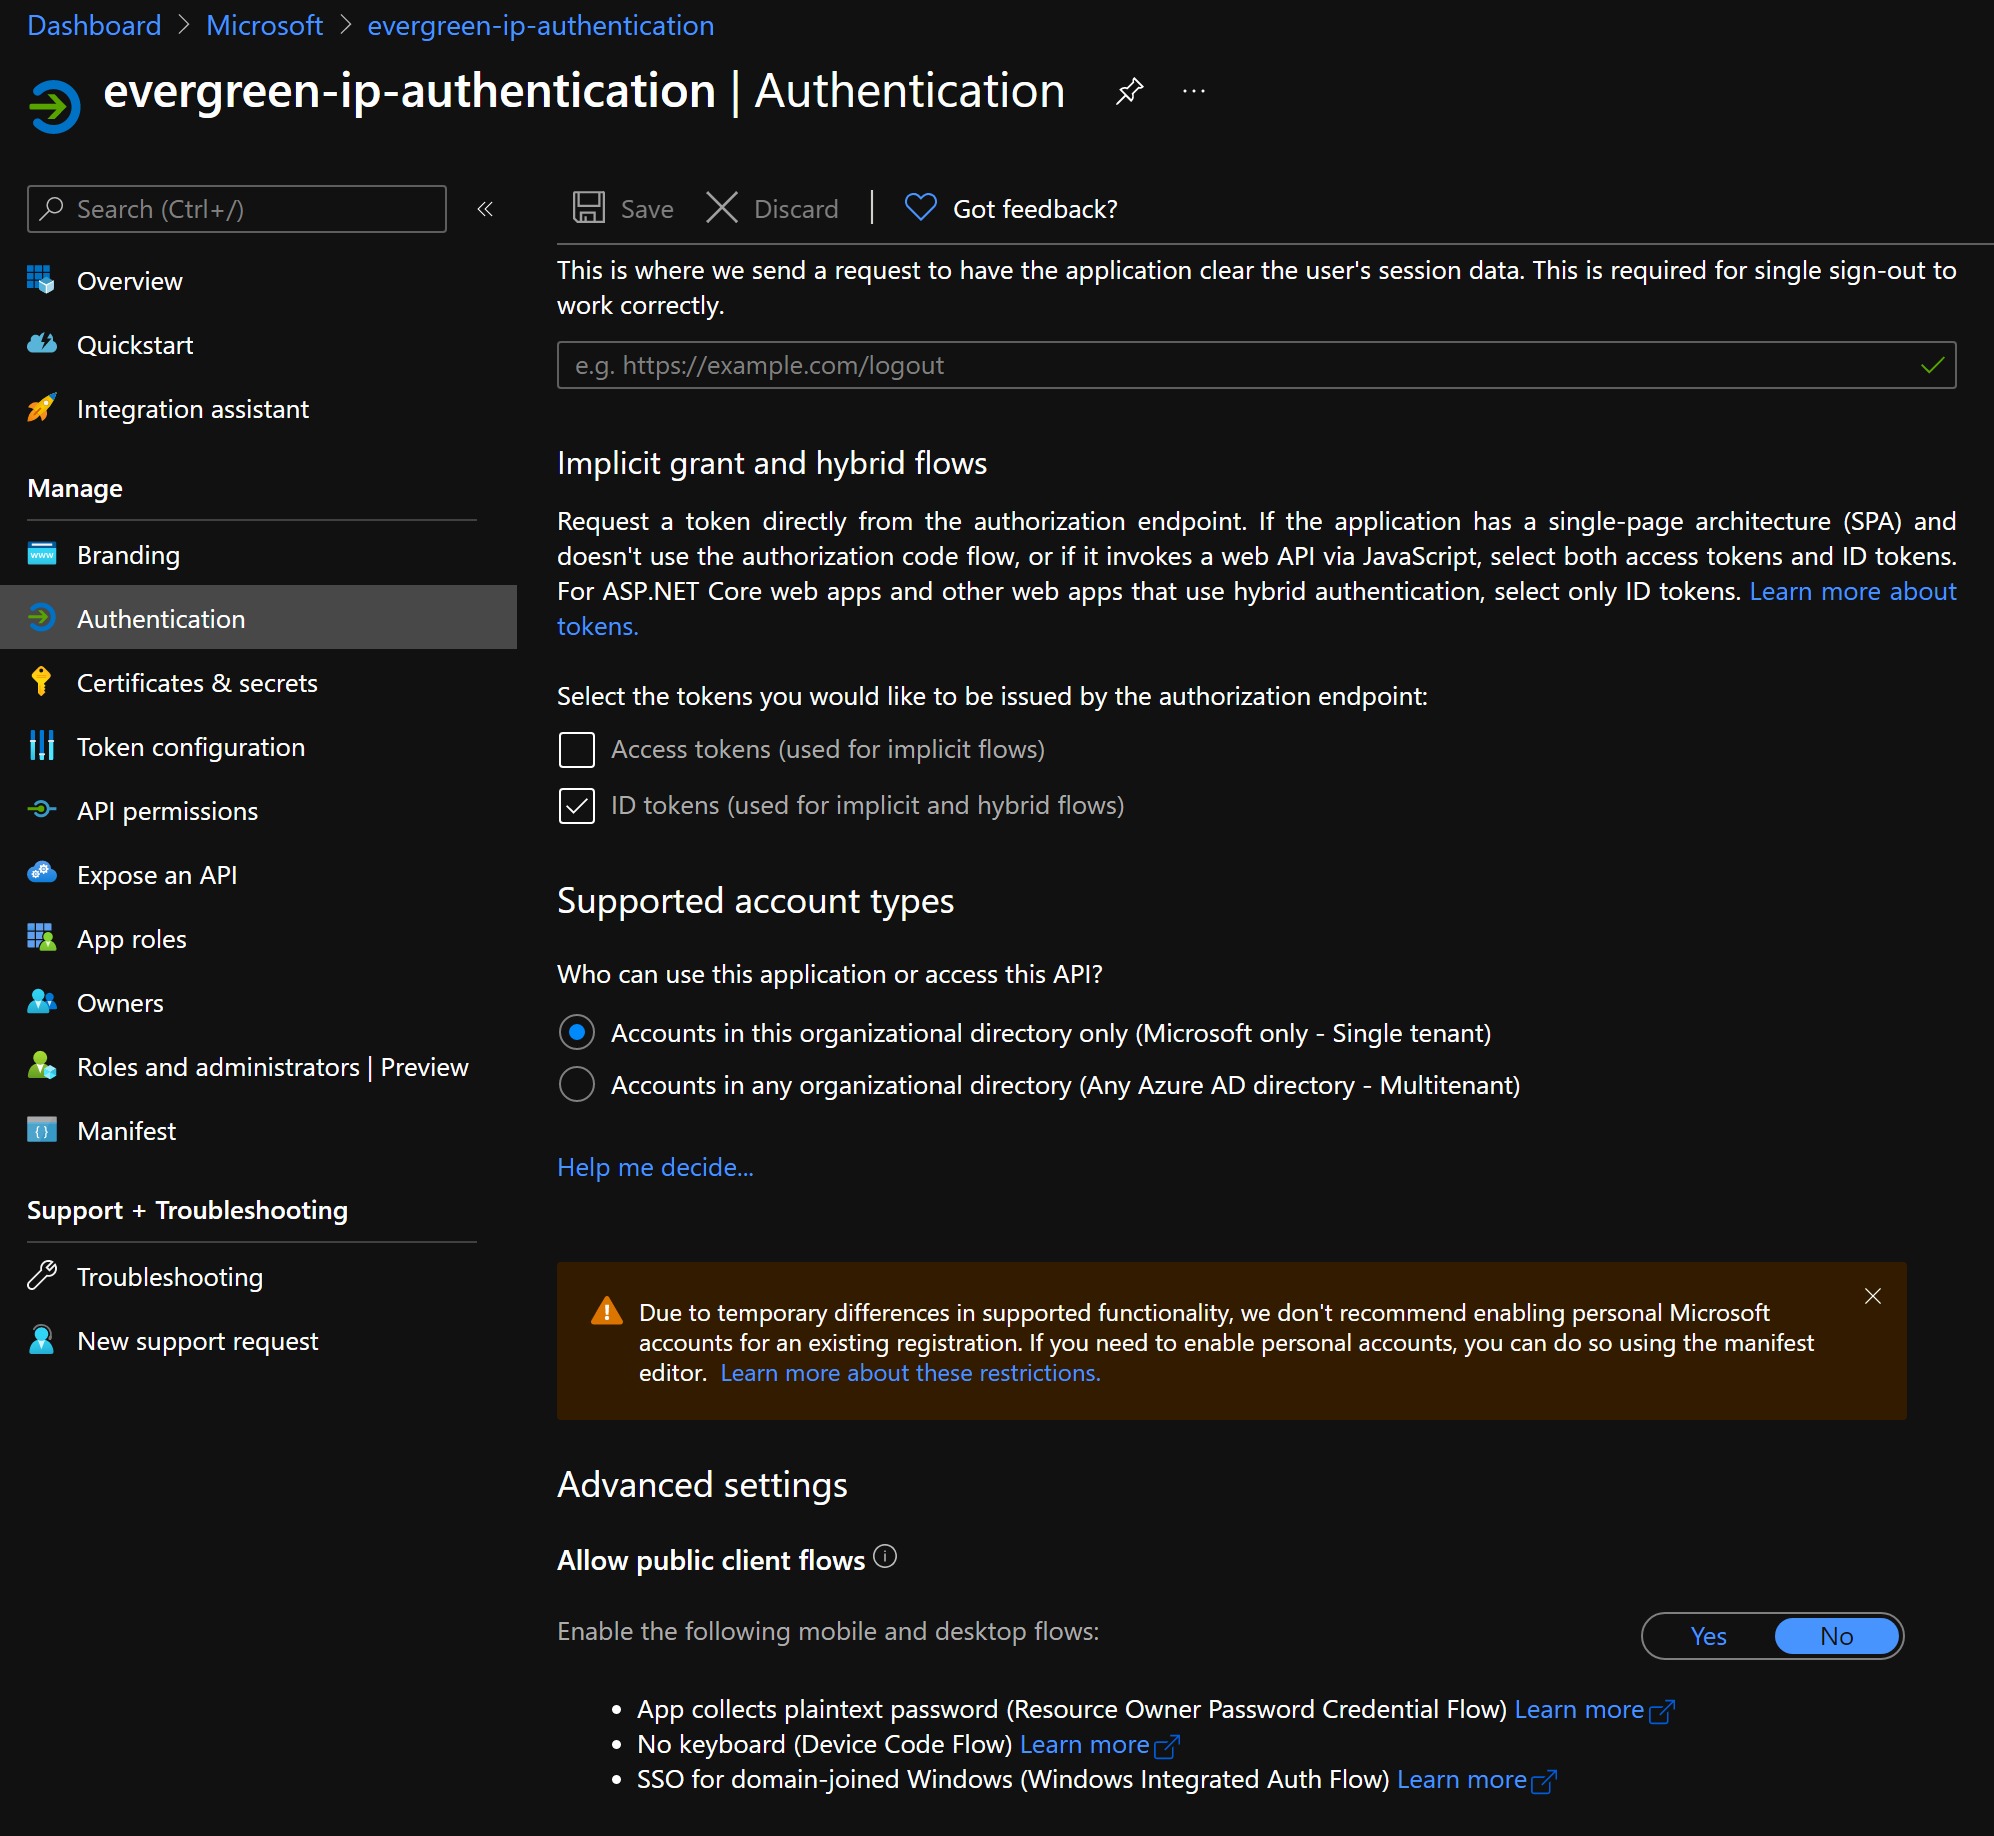 Dashboard > Microsoft > evergreen-ip-authentication
evergreen-ip-authentication | Authentication
Search (Ctrl+/)
Overview
Quickstart
Integration assistant
Manage
Branding
Authentication
Certificates & secrets
Token configuration
API permissions
Expose an API
App roles
Owners
Roles and administrators | Preview
Manifest
Support + Troubleshooting
Troubleshooting
New support request
Save Discard | Got feedback?
This is where we send a request to have the application clear the user's session data. This is required for single sign-out to
work correctly.
e.g. https://example.com/logout
Implicit grant and hybrid flows
Request a token directly from the authorization endpoint. If the application has a single-page architecture (SPA) and
doesn't use the authorization code flow, or if it invokes a web API via JavaScript, select both access tokens and ID tokens.
For ASP.NET Core web apps and other web apps that use hybrid authentication, select only ID tokens. Learn more about
tokens.
Select the tokens you would like to be issued by the authorization endpoint:
Access tokens (used for implicit flows)
ID tokens (used for implicit and hybrid flows)
Supported account types
Who can use this application or access this API?
Accounts in this organizational directory only (Microsoft only - Single tenant)
Accounts in any organizational directory (Any Azure AD directory - Multitenant)
Help me decide...
Due to temporary differences in supported functionality, we don't recommend enabling personal Microsoft
accounts for an existing registration. If you need to enable personal accounts, you can do so using the manifest
editor. Learn more about these restrictions.
Advanced settings
Allow public client flows
Enable the following mobile and desktop flows:
Yes No
• App collects plaintext password (Resource Owner Password Credential Flow) Learn more
• No keyboard (Device Code Flow) Learn more
• SSO for domain-joined Windows (Windows Integrated Auth Flow) Learn more